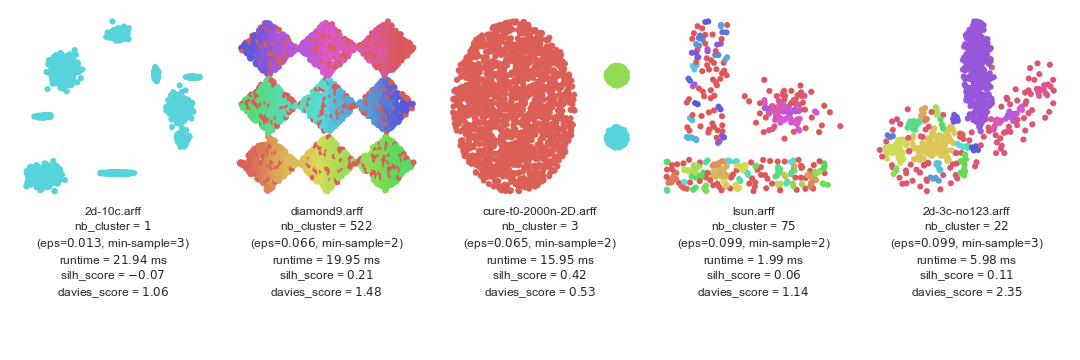 2d-10c.arff
nb_cluster = 1
(eps=0.013, min-sample=3)
runtime = 21.94 ms
silh_score = −0.07
davies_score = 1.06
diamond9.arff
nb_cluster = 522
(eps=0.066, min-sample=2)
runtime = 19.95 ms
silh_score = 0.21
davies_score = 1.48
cure-t0-2000n-2D.arff
nb_cluster = 3
(eps=0.065, min-sample=2)
runtime = 15.95 ms
silh_score = 0.42
davies_score = 0.53
lsun.arff
nb_cluster = 75
(eps=0.099, min-sample=2)
runtime = 1.99 ms
silh_score = 0.06
davies_score = 1.14
2d-3c-no123.arff
nb_cluster = 22
(eps=0.099, min-sample=3)
runtime = 5.98 ms
silh_score = 0.11
davies_score = 2.35